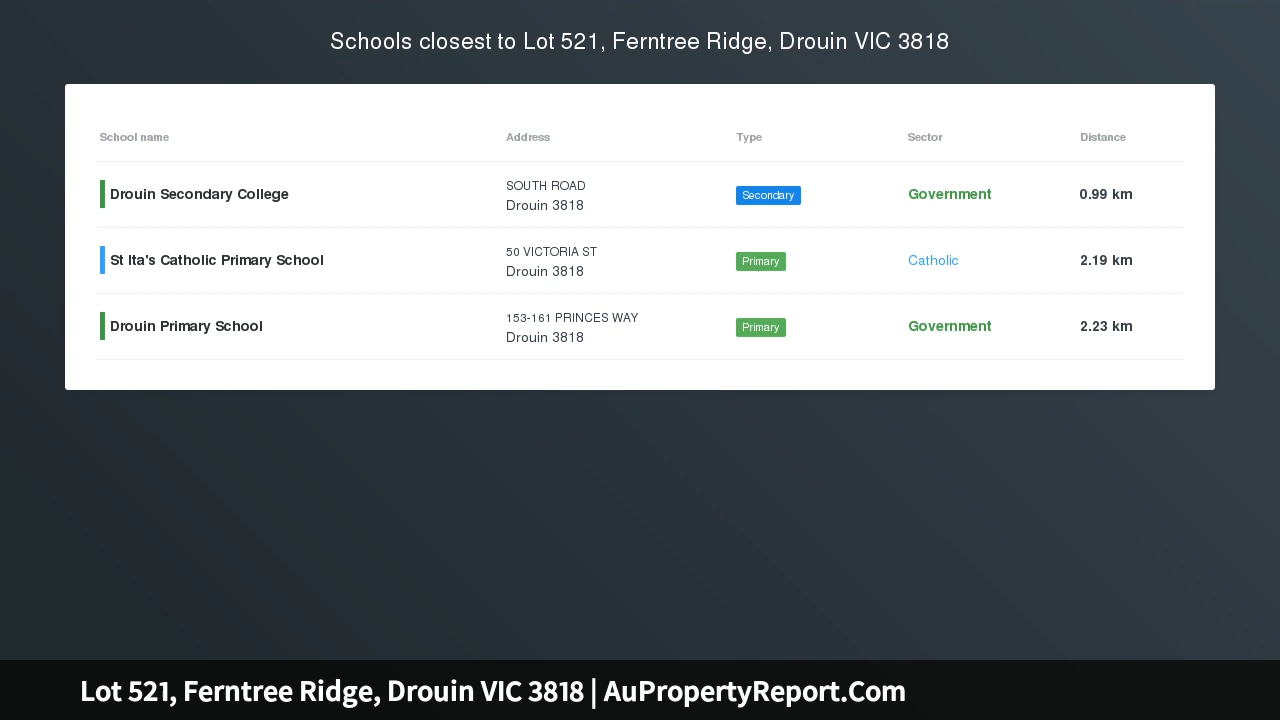 Schools closest to Lot 521, Ferntree Ridge, Drouin VIC 3818
School name Address Type Sector Distance
SOUTH ROAD
Drouin Secondary College Secondary Government 0.99 km
Drouin 3818
50 VICTORIA ST
St Ita's Catholic Primary School Primary Catholic 2.19 km
Drouin 3818
153-161 PRINCES WAY
Drouin Primary School Primary Government 2.23 km
Drouin 3818
Lot 521, Ferntree Ridge, Drouin VIC 3818 | AuPropertyReport.Com